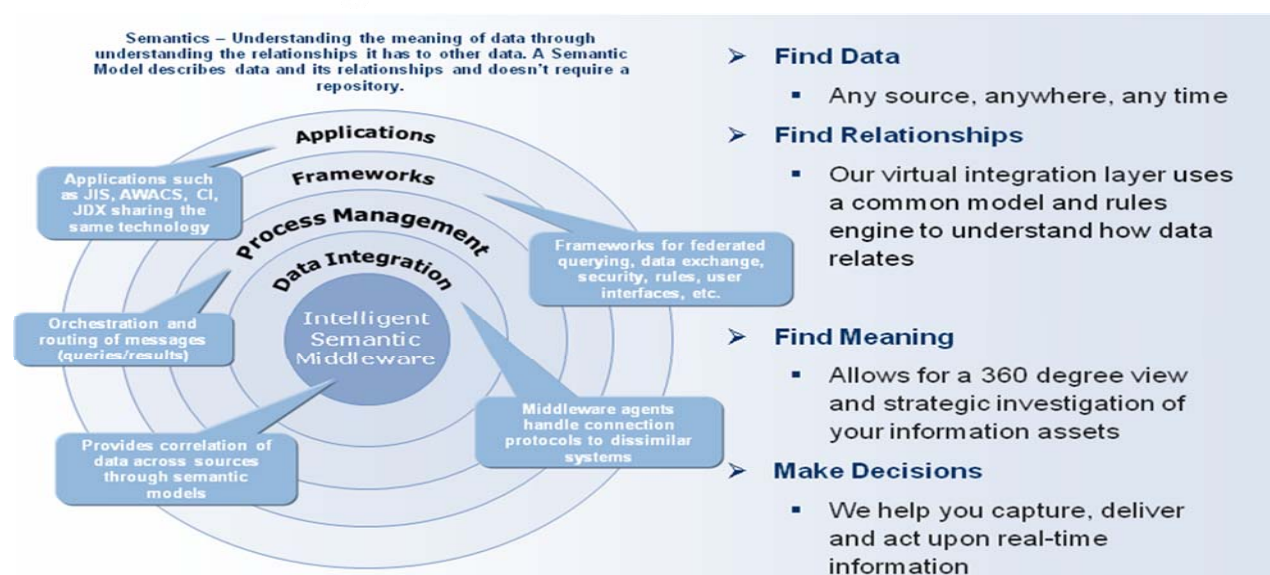 Semantics – Understanding the meaning of data through
understanding the relationships it has to other data. A Semantic
Model describes data and its relationships and doesn't require a
repository.
Applications
Frameworks
Process Management
Data Integration
Intelligent
Semantic
Middleware
Applications such
as JIS, AWACS, CI,
JDX sharing the
same technology
Frameworks for federated
querying, data exchange,
security, rules, user
interfaces, etc.
Orchestration and
routing of messages
(queries/results)
Middleware agents
handle connection
protocols to dissimilar
systems
Provides correlation of
data across sources
through semantic
models
➢ Find Data
▪ Any source, anywhere, any time
➢ Find Relationships
▪ Our virtual integration layer uses
a common model and rules
engine to understand how data
relates
➢ Find Meaning
▪ Allows for a 360 degree view
and strategic investigation of
your information assets
➢ Make Decisions
▪ We help you capture, deliver
and act upon real-time
information